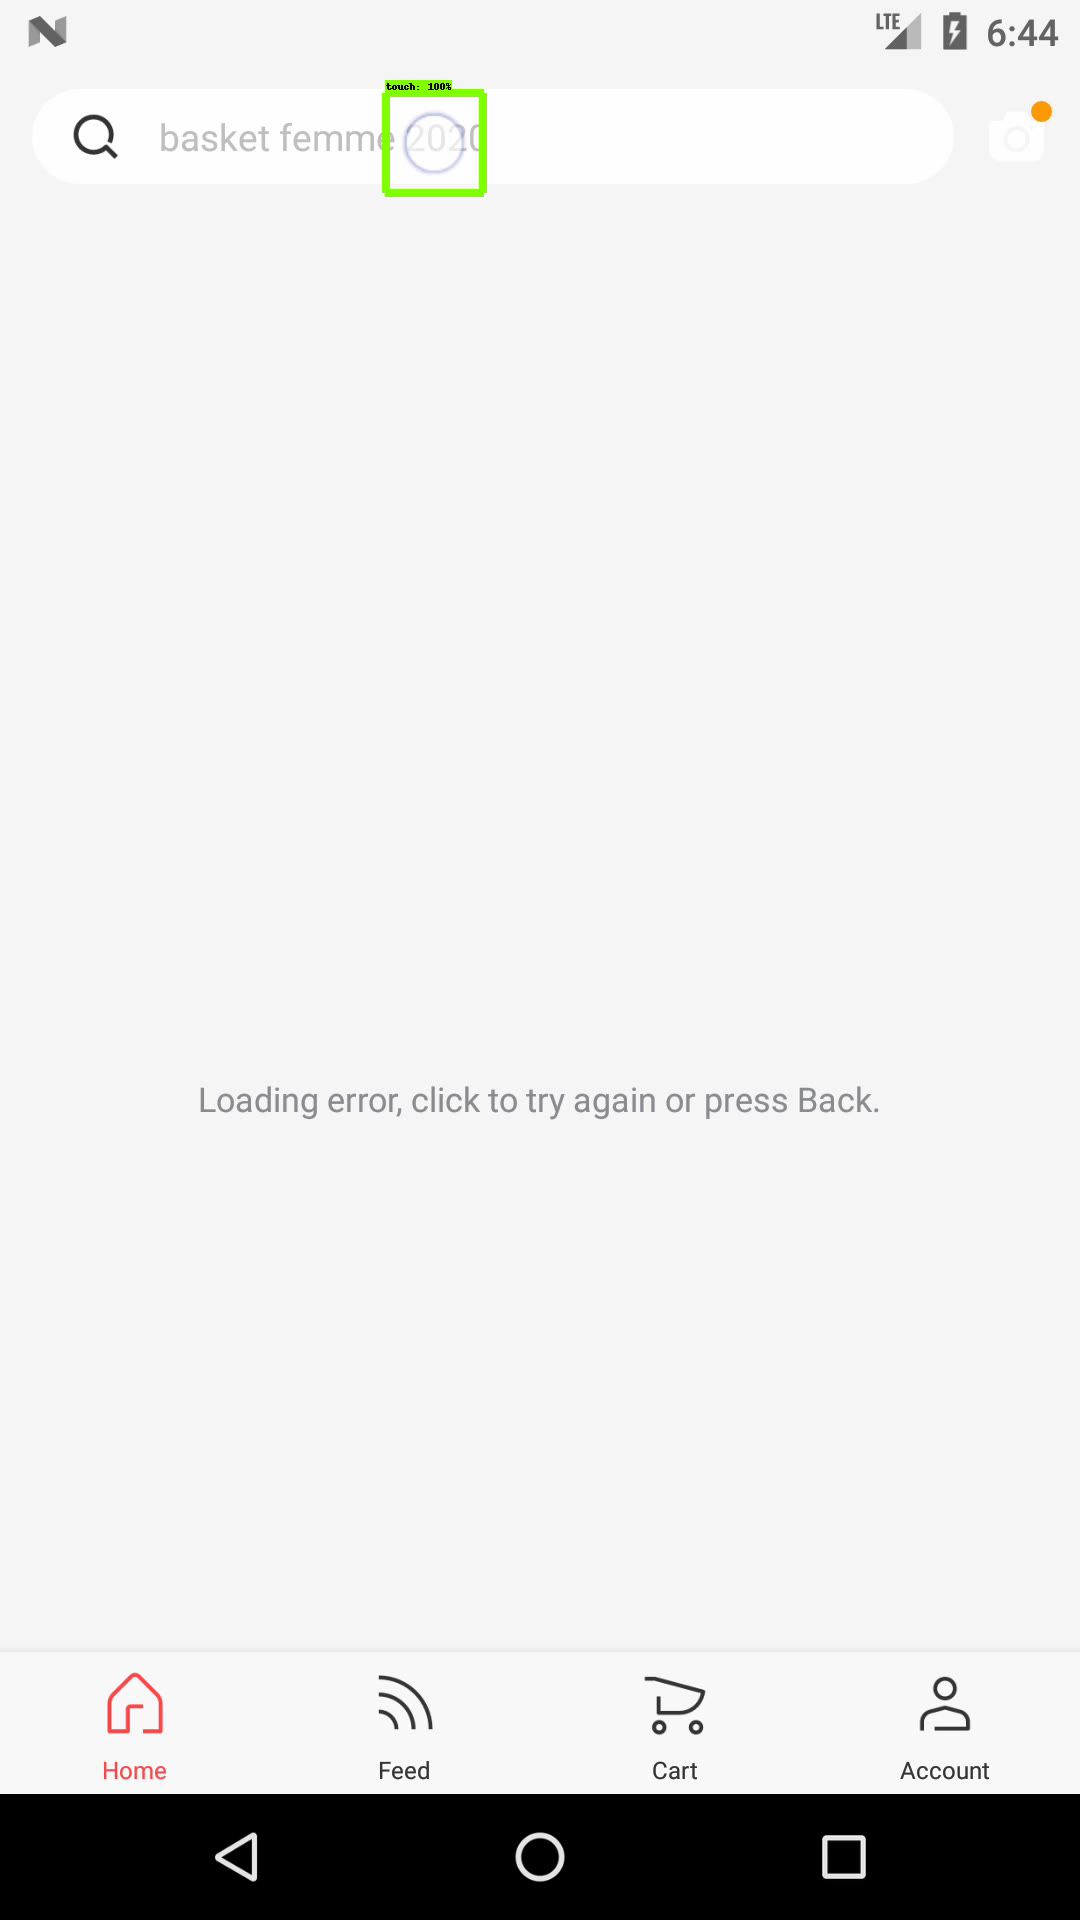 LTE 6:44
touch: 100%
basket femme 2020
Loading error, click to try again or press Back.
Home Feed Cart Account